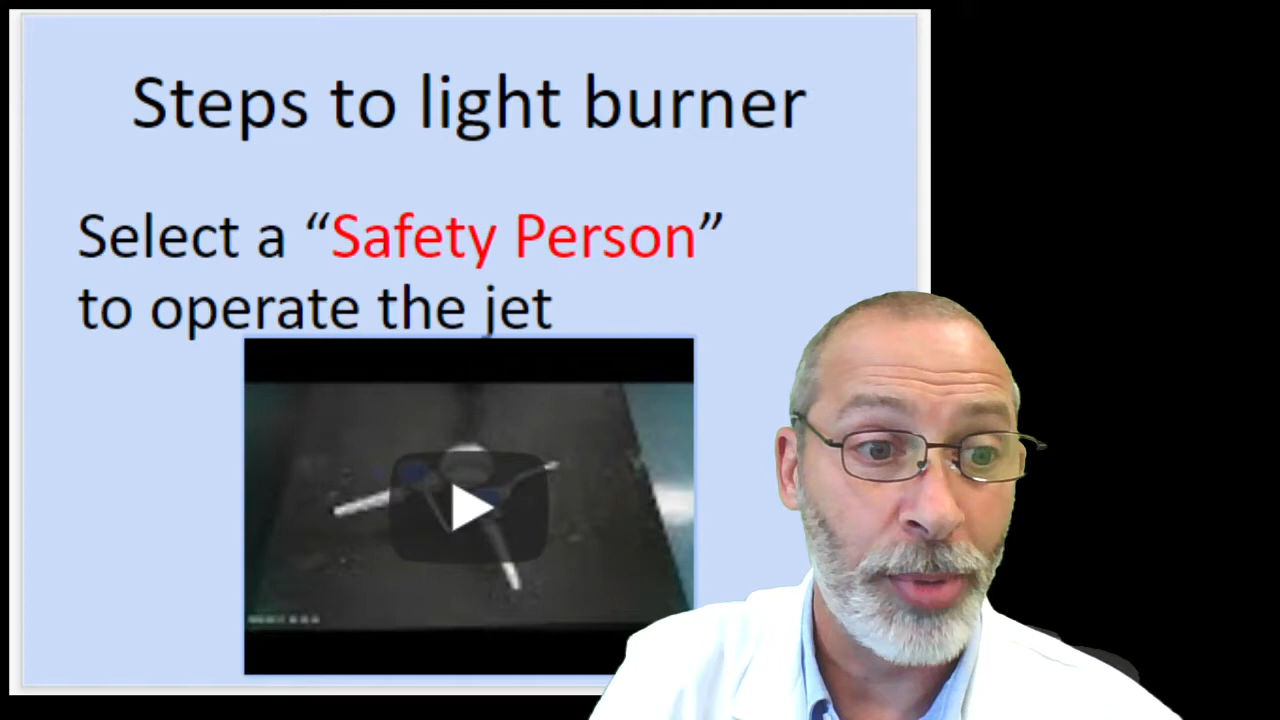 Steps to light burner
Select a “Safety Person”
to operate the jet